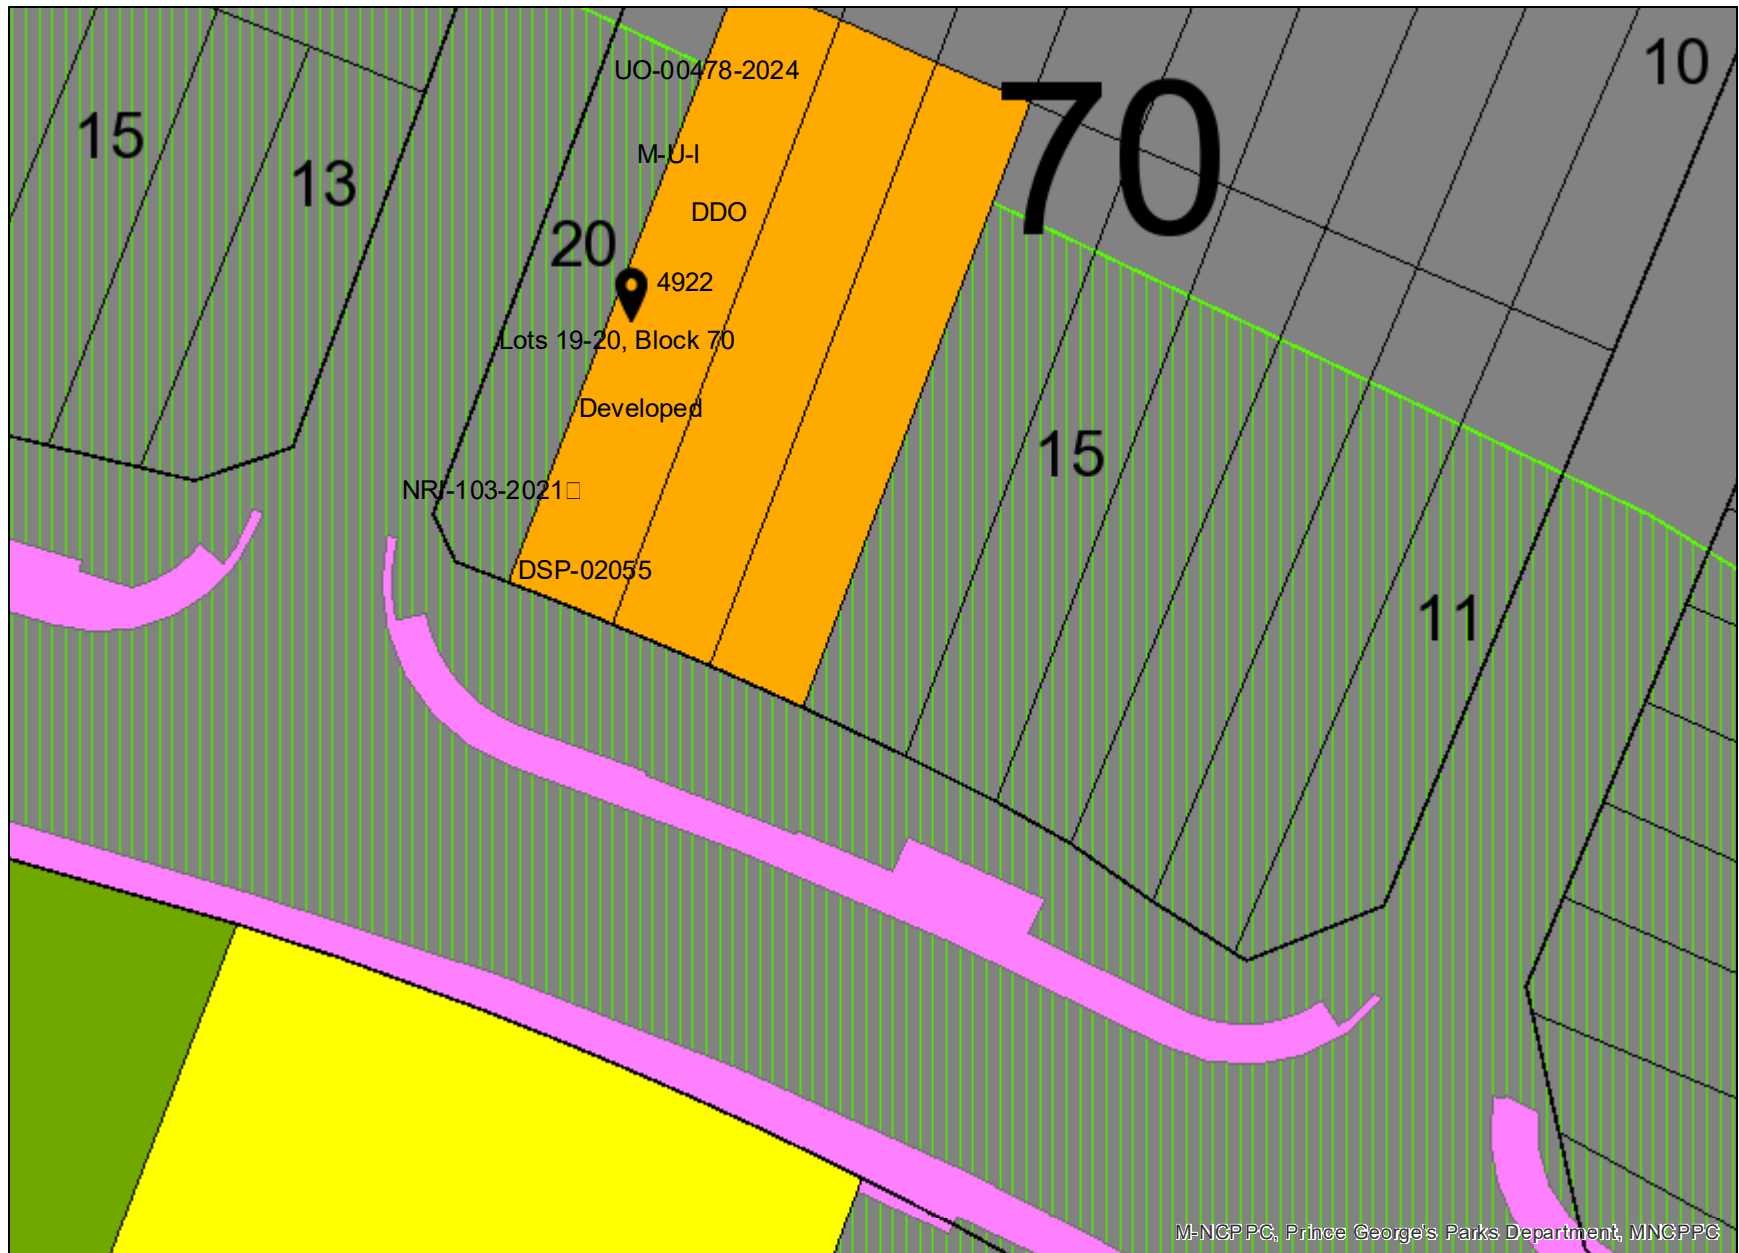 10
UO-00478-2024
70
15
M-U-I
13
DDO
20
4922
Lots 19-20, Block 70
Developed
15
NRI-103-2021
DSP-02055
11
M-NCPPC, Prince George's Parks Department, MNCPPC